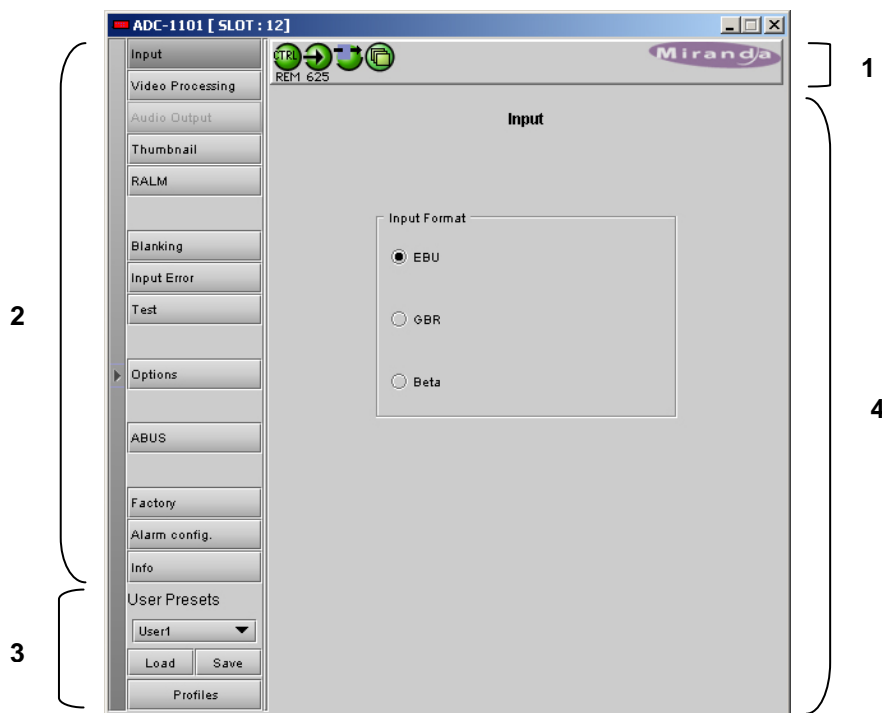 ADC-1101 [ SLOT : 12]
Input
Video Processing
Audio Output
Thumbnail
RALM
Blanking
Input Error
Test
Options
ABUS
Factory
Alarm config.
Info
User Presets
User1
Load Save
Profiles
CTRL
REM 625
Miranda
Input
Input Format
EBU
GBR
Beta
1
2
3
4